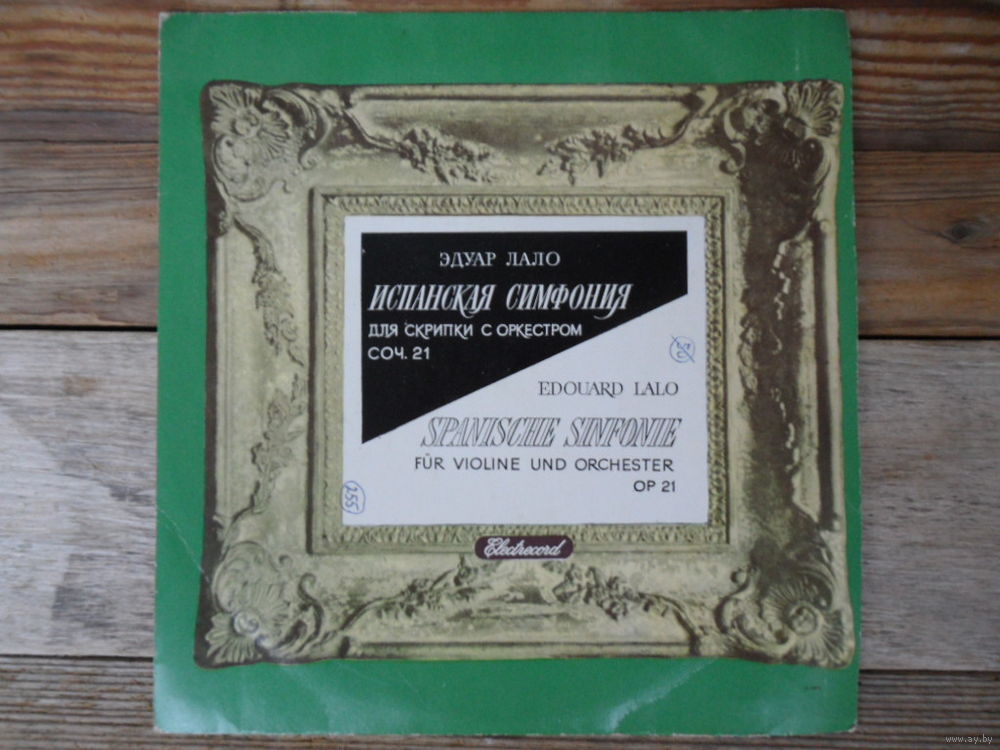 ЭДУАР ЛАЛО
ИСПАНСКАЯ СИМФОНИЯ
ДЛЯ СКРИПКИ С ОРКЕСТРОМ
СОЧ. 21
EDOUARD LALO
SPANISCHE SINFONIE
FÜR VIOLINE UND ORCHESTER
OP 21
255
Electrecord
www.ay.by